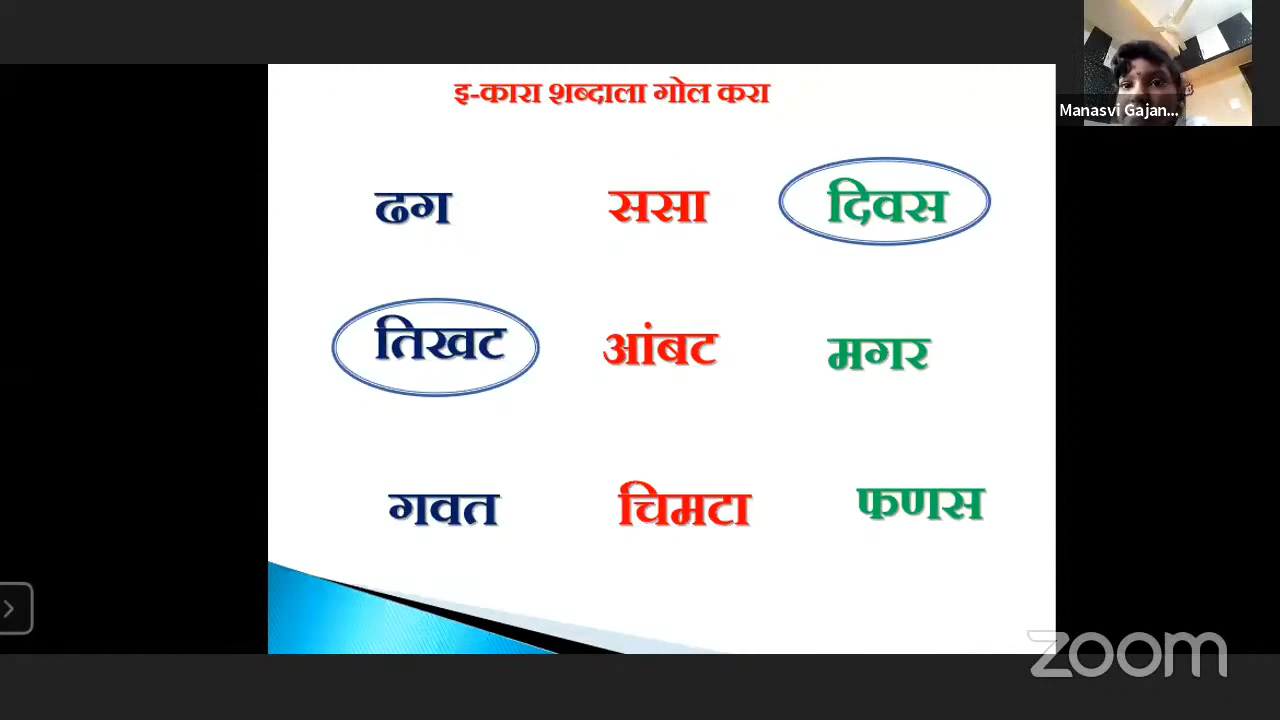 इ-कारा शब्दाला गोल करा
Manasvi Gajan...
ढग ससा दिवस
तिखट आंबट मगर
गवत चिमटा फणस
zoom